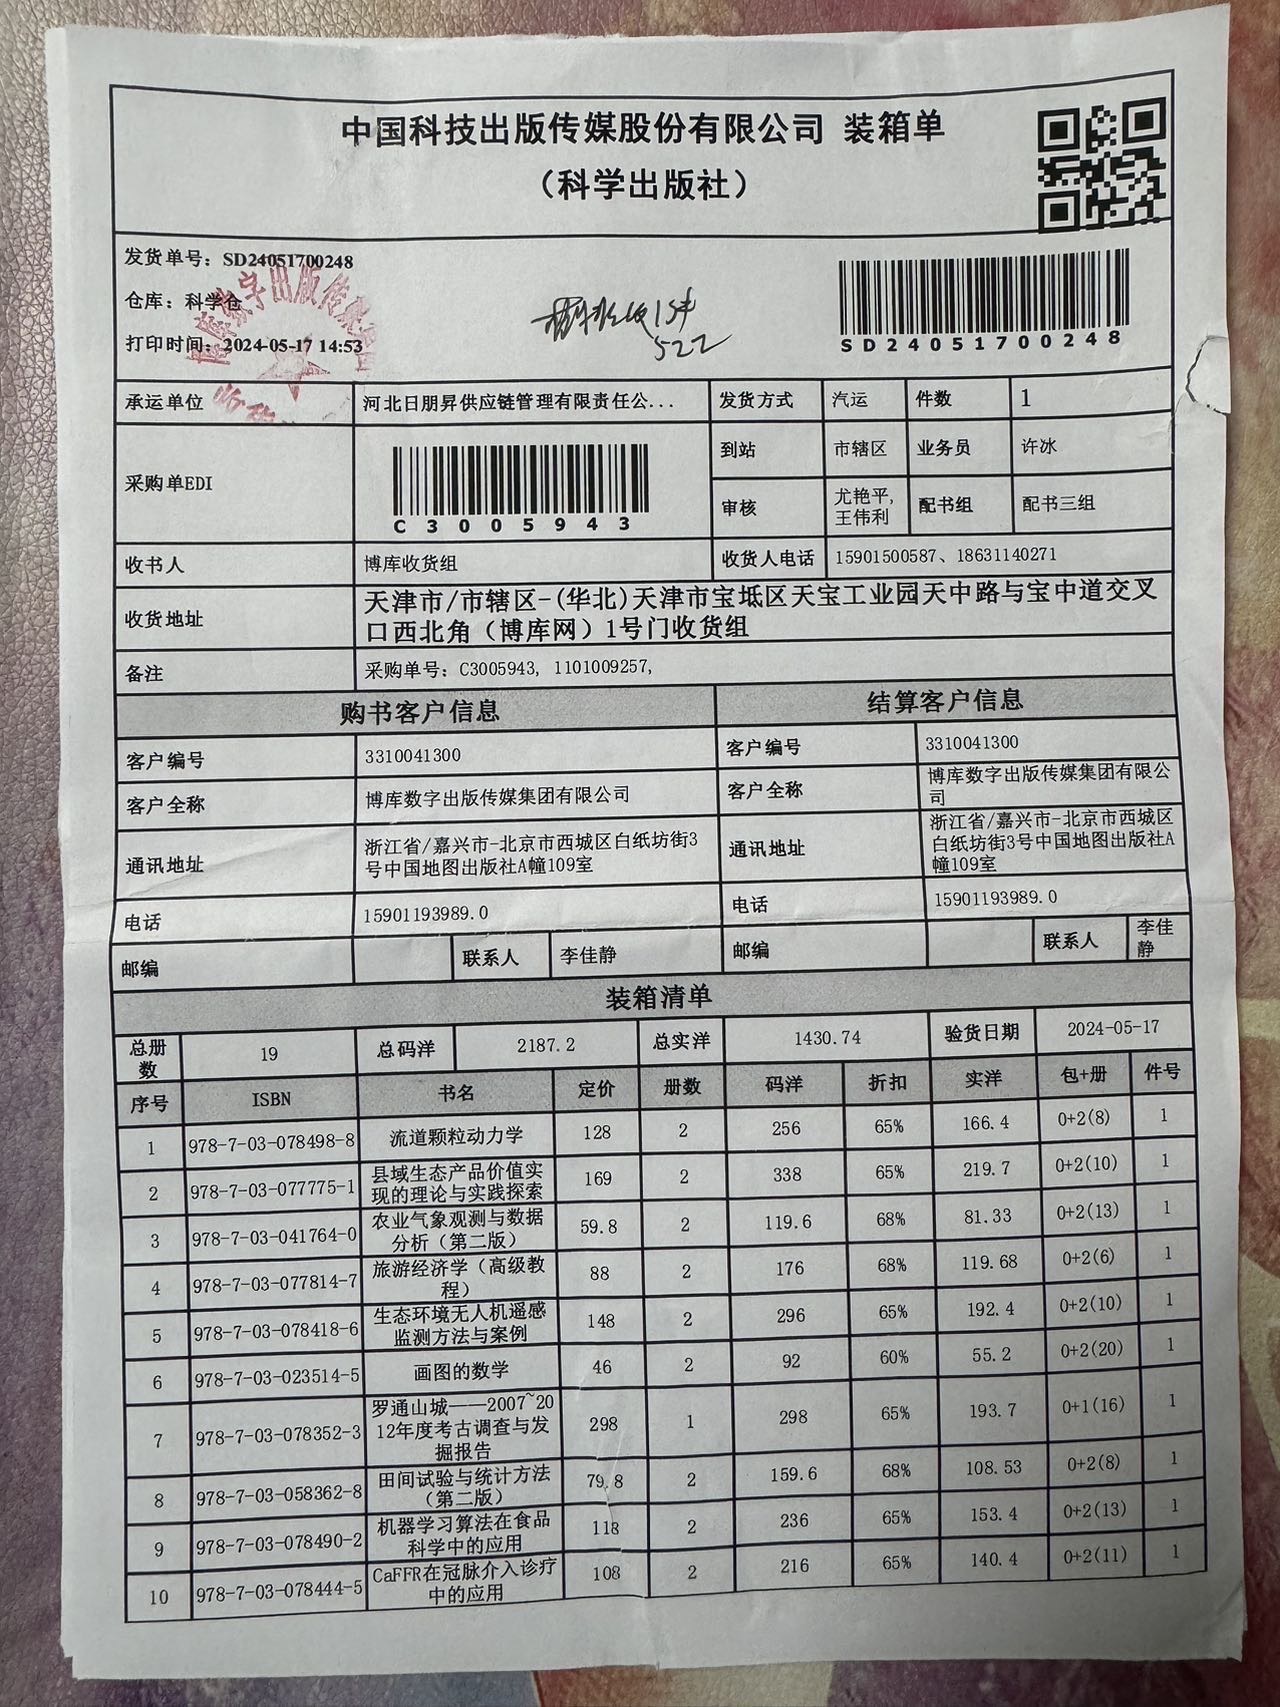 中国科技出版传媒股份有限公司 装箱单
（科学出版社）
发货单号：SD24051700248
仓库：科学仓
打印时间：2024-05-17 14:53
SD24051700248
522
承运单位 河北日朋昇供应链管理有限责任公... 发货方式 汽运 件数 1
采购单EDI C3005943 到站 市辖区 业务员 许冰
审核 尤艳平,
王伟利 配书组 配书三组
收书人 博库收货组 收货人电话 15901500587、18631140271
收货地址 天津市/市辖区-(华北)天津市宝坻区天宝工业园天中路与宝中道交叉
口西北角（博库网）1号门收货组
备注 采购单号：C3005943, 1101009257,
购书客户信息 结算客户信息
客户编号 3310041300 客户编号 3310041300
客户全称 博库数字出版传媒集团有限公司 客户全称 博库数字出版传媒集团有限公
司
通讯地址 浙江省/嘉兴市-北京市西城区白纸坊街3
号中国地图出版社A幢109室 通讯地址 浙江省/嘉兴市-北京市西城区
白纸坊街3号中国地图出版社A
幢109室
电话 15901193989.0 电话 15901193989.0
邮编 联系人 李佳静 邮编 联系人 李佳
静
装箱清单
总册
数 19 总码洋 2187.2 总实洋 1430.74 验货日期 2024-05-17
序号 ISBN 书名 定价 册数 码洋 折扣 实洋 包+册 件号
1 978-7-03-078498-8 流道颗粒动力学 128 2 256 65% 166.4 0+2(8) 1
2 978-7-03-077775-1 县域生态产品价值实
现的理论与实践探索 169 2 338 65% 219.7 0+2(10) 1
3 978-7-03-041764-0 农业气象观测与数据
分析（第二版） 59.8 2 119.6 68% 81.33 0+2(13) 1
4 978-7-03-077814-7 旅游经济学（高级教
程） 88 2 176 68% 119.68 0+2(6) 1
5 978-7-03-078418-6 生态环境无人机遥感
监测方法与案例 148 2 296 65% 192.4 0+2(10) 1
6 978-7-03-023514-5 画图的数学 46 2 92 60% 55.2 0+2(20) 1
7 978-7-03-078352-3 罗通山城——2007~20
12年度考古调查与发
掘报告 298 1 298 65% 193.7 0+1(16) 1
8 978-7-03-058362-8 田间试验与统计方法
（第二版） 79.8 2 159.6 68% 108.53 0+2(8) 1
9 978-7-03-078490-2 机器学习算法在食品
科学中的应用 118 2 236 65% 153.4 0+2(13) 1
10 978-7-03-078444-5 CaFFR在冠脉介入诊疗
中的应用 108 2 216 65% 140.4 0+2(11) 1